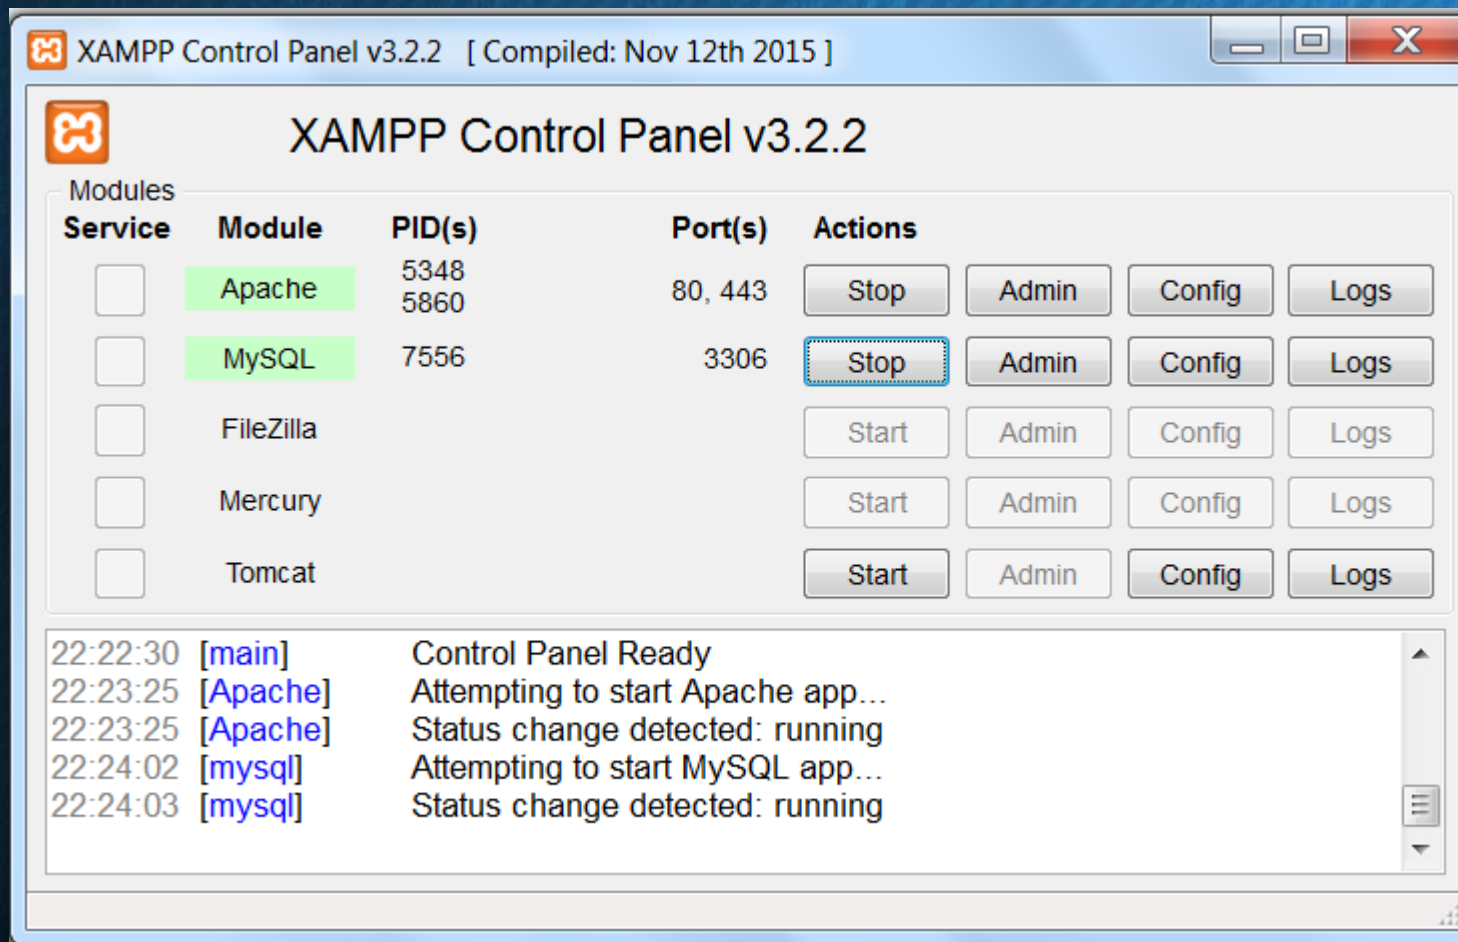 XAMPP Control Panel v3.2.2 [ Compiled: Nov 12th 2015 ]
XAMPP Control Panel v3.2.2
Modules
Service Module PID(s) Port(s) Actions
Apache 5348 5860 80, 443 Stop Admin Config Logs
MySQL 7556 3306 Stop Admin Config Logs
FileZilla Start Admin Config Logs
Mercury Start Admin Config Logs
Tomcat Start Admin Config Logs
22:22:30 [main] Control Panel Ready
22:23:25 [Apache] Attempting to start Apache app...
22:23:25 [Apache] Status change detected: running
22:24:02 [mysql] Attempting to start MySQL app...
22:24:03 [mysql] Status change detected: running